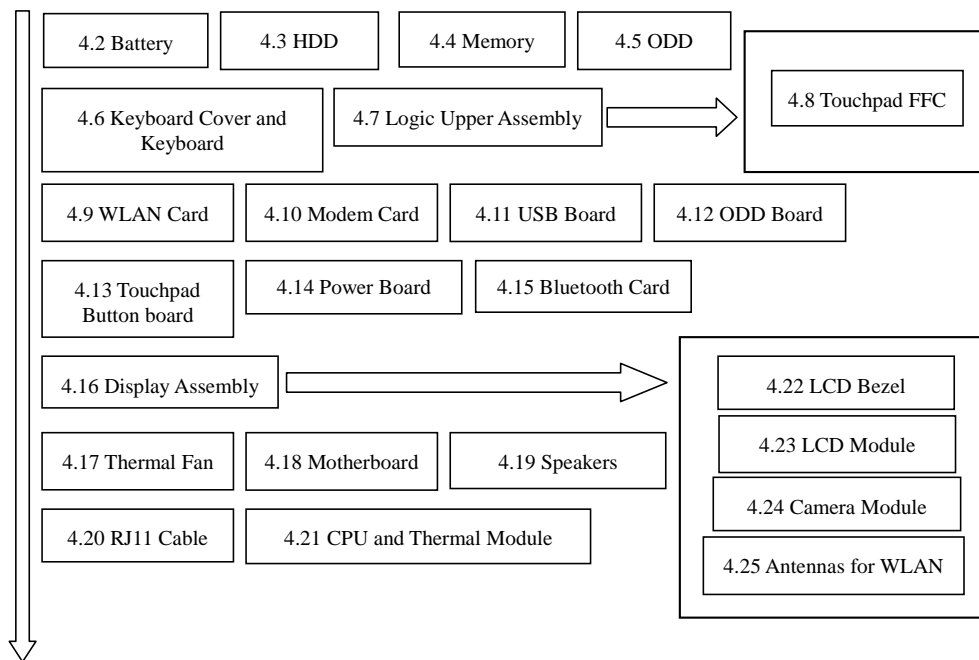 4.2 Battery
4.3 HDD
4.4 Memory
4.5 ODD
4.6 Keyboard Cover and
Keyboard
4.7 Logic Upper Assembly
4.8 Touchpad FFC
4.9 WLAN Card
4.10 Modem Card
4.11 USB Board
4.12 ODD Board
4.13 Touchpad
Button board
4.14 Power Board
4.15 Bluetooth Card
4.16 Display Assembly
4.22 LCD Bezel
4.23 LCD Module
4.24 Camera Module
4.25 Antennas for WLAN
4.17 Thermal Fan
4.18 Motherboard
4.19 Speakers
4.20 RJ11 Cable
4.21 CPU and Thermal Module